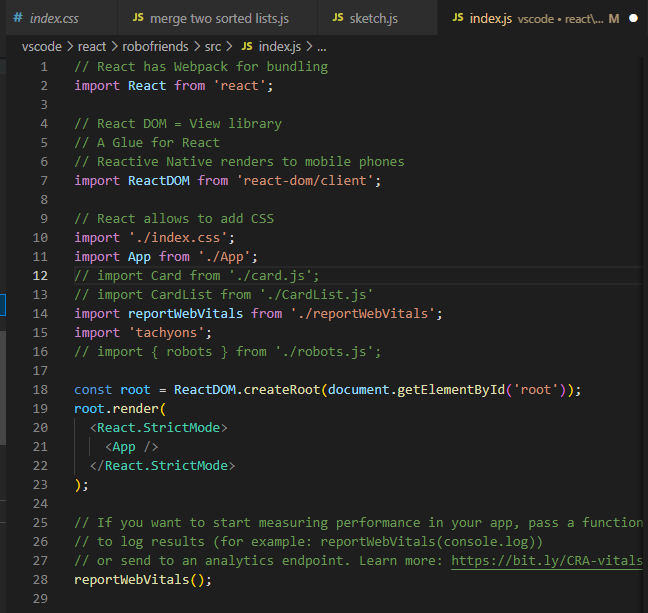 # index.css JS merge two sorted lists.js JS sketch.js JS index.js vscode • react\... M
vscode > react > robofriends > src > JS index.js > ...
1 // React has Webpack for bundling
2 import React from 'react';
3
4 // React DOM = View library
5 // A Glue for React
6 // Reactive Native renders to mobile phones
7 import ReactDOM from 'react-dom/client';
8
9 // React allows to add CSS
10 import './index.css';
11 import App from './App';
12 // import Card from './card.js';
13 // import CardList from './CardList.js'
14 import reportWebVitals from './reportWebVitals';
15 import 'tachyons';
16 // import { robots } from './robots.js';
17
18 const root = ReactDOM.createRoot(document.getElementById('root'));
19 root.render(
20   <React.StrictMode>
21     <App />
22   </React.StrictMode>
23 );
24
25 // If you want to start measuring performance in your app, pass a function
26 // to log results (for example: reportWebVitals(console.log))
27 // or send to an analytics endpoint. Learn more: https://bit.ly/CRA-vitals
28 reportWebVitals();
29